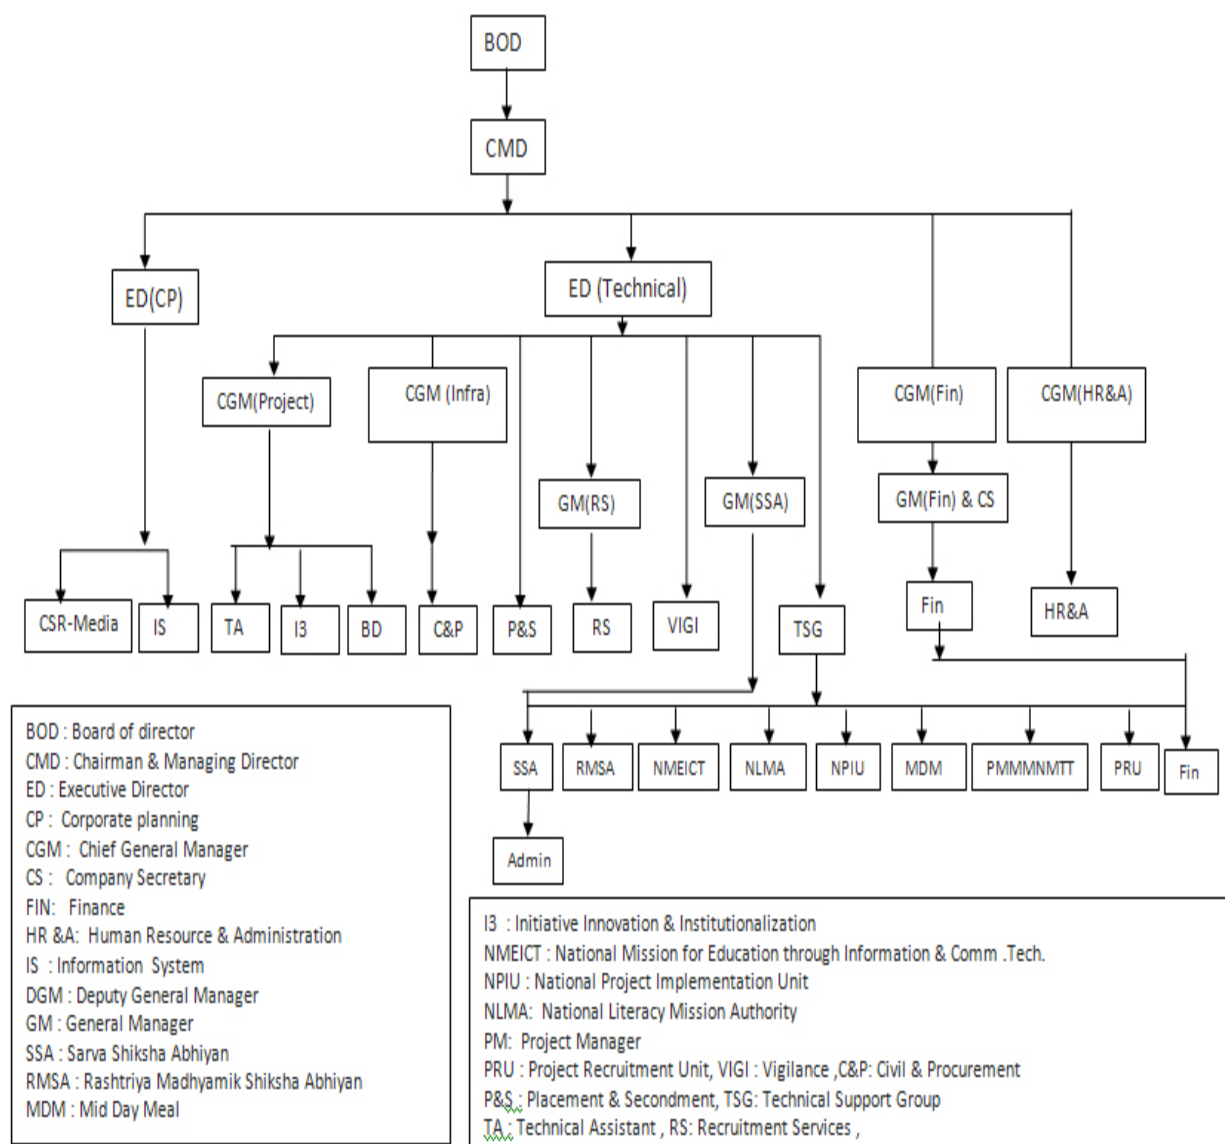 BOD
CMD
ED(CP)
ED (Technical)
CGM(Project)
CGM (Infra)
CGM(Fin)
CGM(HR&A)
GM(RS)
GM(SSA)
GM(Fin) & CS
CSR-Media
IS
TA
I3
BD
C&P
P&S
RS
VIGI
TSG
Fin
HR&A
SSA
RMSA
NMEICT
NLMA
NPIU
MDM
PMMMNMTT
PRU
Fin
Admin
BOD : Board of director
CMD : Chairman & Managing Director
ED : Executive Director
CP : Corporate planning
CGM : Chief General Manager
CS : Company Secretary
FIN: Finance
HR &A: Human Resource & Administration
IS : Information System
DGM : Deputy General Manager
GM : General Manager
SSA : Sarva Shiksha Abhiyan
RMSA : Rashtriya Madhyamik Shiksha Abhiyan
MDM : Mid Day Meal
I3 : Initiative Innovation & Institutionalization
NMEICT : National Mission for Education through Information & Comm .Tech.
NPIU : National Project Implementation Unit
NLMA: National Literacy Mission Authority
PM: Project Manager
PRU : Project Recruitment Unit, VIGI : Vigilance ,C&P: Civil & Procurement
P&S : Placement & Secondment, TSG: Technical Support Group
TA : Technical Assistant , RS: Recruitment Services ,